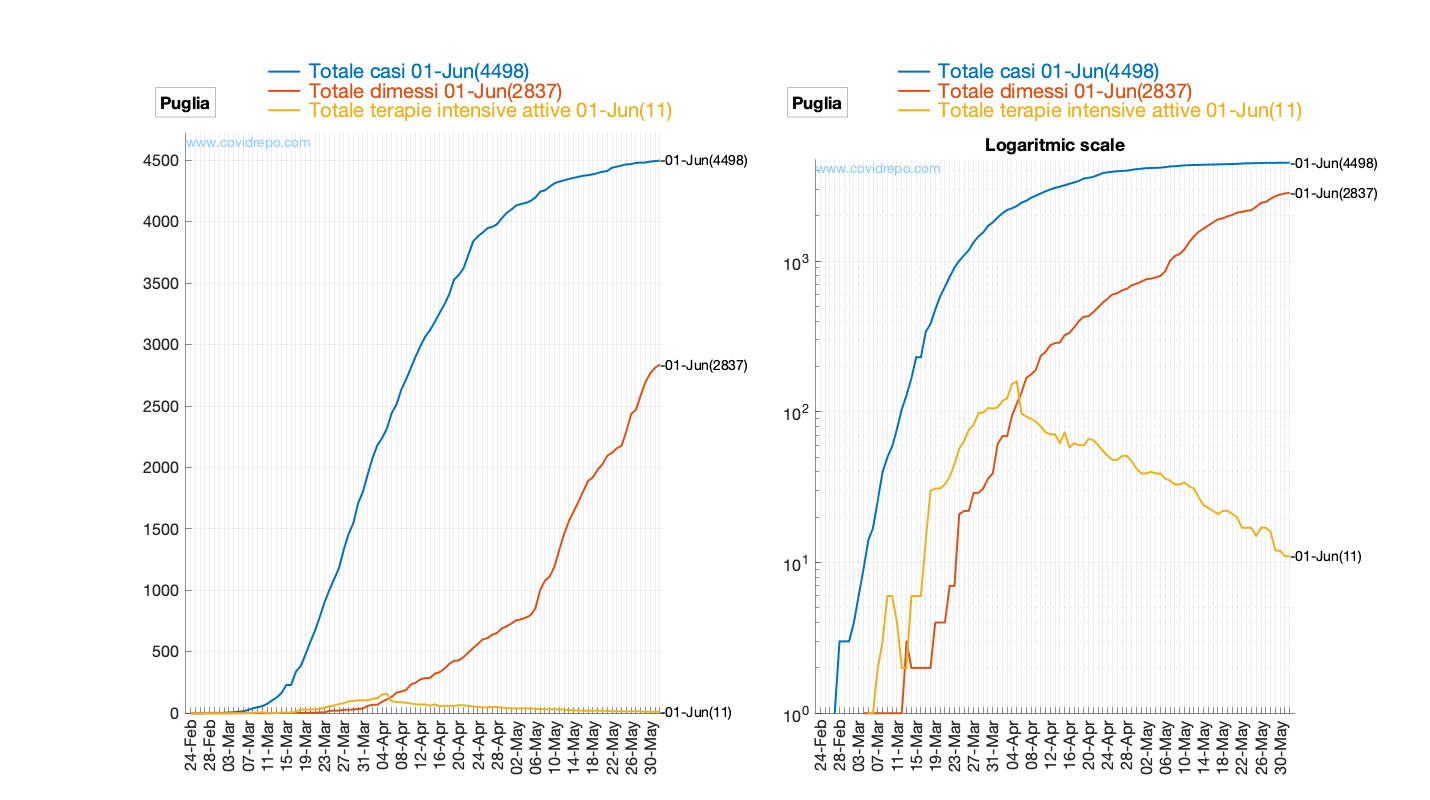 Totale casi 01-Jun(4498)
Totale dimessi 01-Jun(2837)
Totale terapie intensive attive 01-Jun(11)
Puglia
www.covidrepo.com
4500
4000
3500
3000
2500
2000
1500
1000
500
0
-01-Jun(4498)
-01-Jun(2837)
-01-Jun(11)
24-Feb
28-Feb
03-Mar
07-Mar
11-Mar
15-Mar
19-Mar
23-Mar
27-Mar
31-Mar
04-Apr
08-Apr
12-Apr
16-Apr
20-Apr
24-Apr
28-Apr
02-May
06-May
10-May
14-May
18-May
22-May
26-May
30-May
Totale casi 01-Jun(4498)
Totale dimessi 01-Jun(2837)
Totale terapie intensive attive 01-Jun(11)
Puglia
Logaritmic scale
www.covidrepo.com
10³
10²
10¹
10⁰
-01-Jun(4498)
-01-Jun(2837)
-01-Jun(11)
24-Feb
28-Feb
03-Mar
07-Mar
11-Mar
15-Mar
19-Mar
23-Mar
27-Mar
31-Mar
04-Apr
08-Apr
12-Apr
16-Apr
20-Apr
24-Apr
28-Apr
02-May
06-May
10-May
14-May
18-May
22-May
26-May
30-May